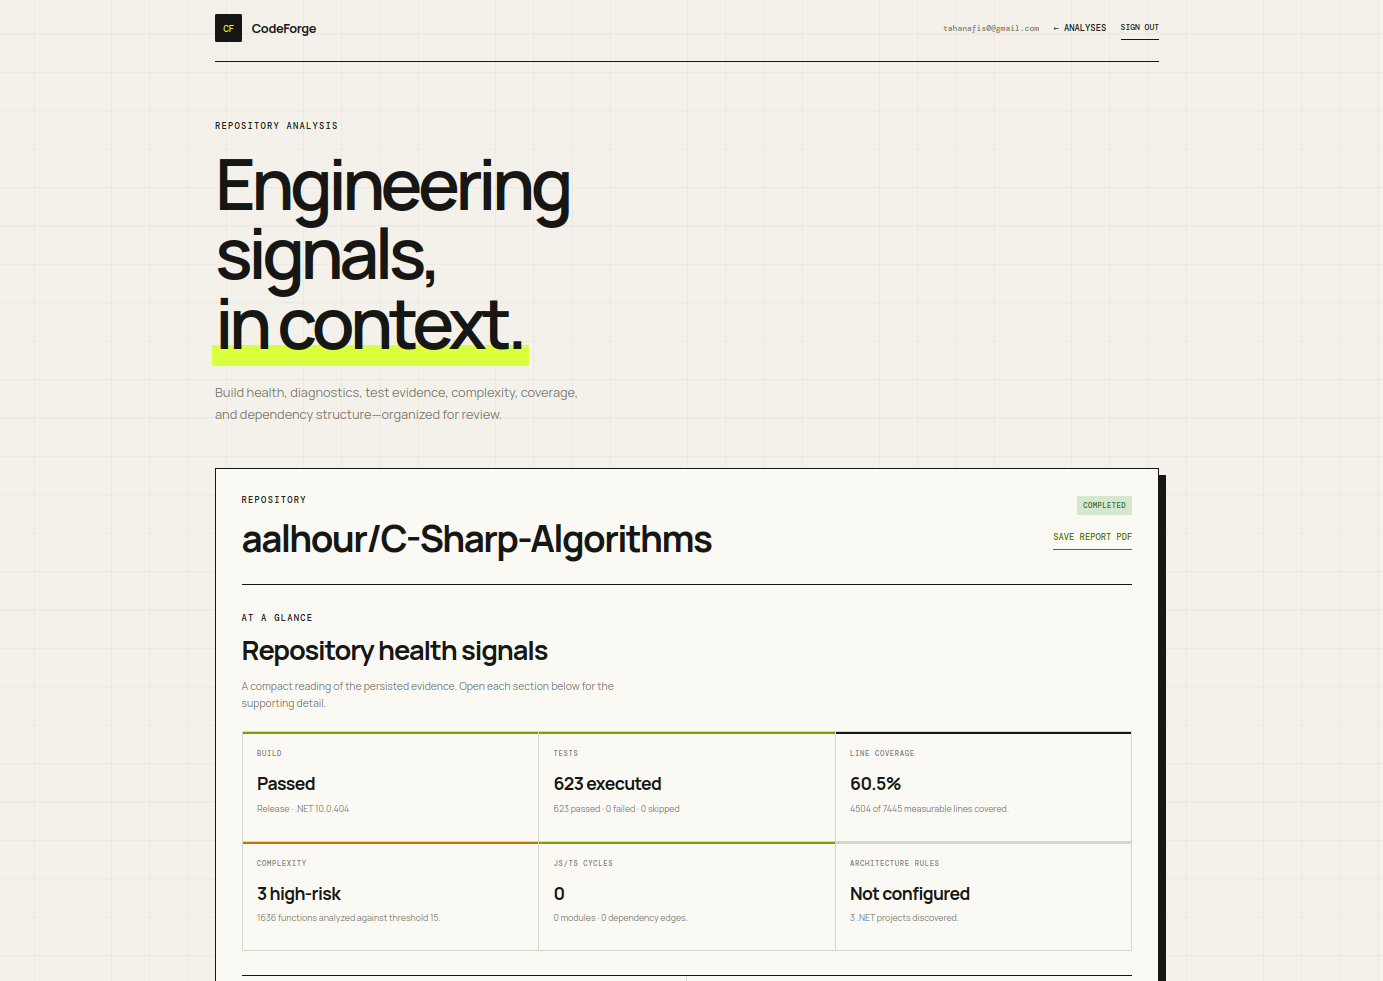 CF CodeForge
tahanafis0@gmail.com ← ANALYSES SIGN OUT
REPOSITORY ANALYSIS
Engineering
signals,
in context.
Build health, diagnostics, test evidence, complexity, coverage,
and dependency structure—organized for review.
REPOSITORY
COMPLETED
aalhour/C-Sharp-Algorithms
SAVE REPORT PDF
AT A GLANCE
Repository health signals
A compact reading of the persisted evidence. Open each section below for the
supporting detail.
BUILD
Passed
Release · .NET 10.0.404
TESTS
623 executed
623 passed · 0 failed · 0 skipped
LINE COVERAGE
60.5%
4504 of 7445 measurable lines covered.
COMPLEXITY
3 high-risk
1636 functions analyzed against threshold 15.
JS/TS CYCLES
0
0 modules · 0 dependency edges.
ARCHITECTURE RULES
Not configured
3 .NET projects discovered.